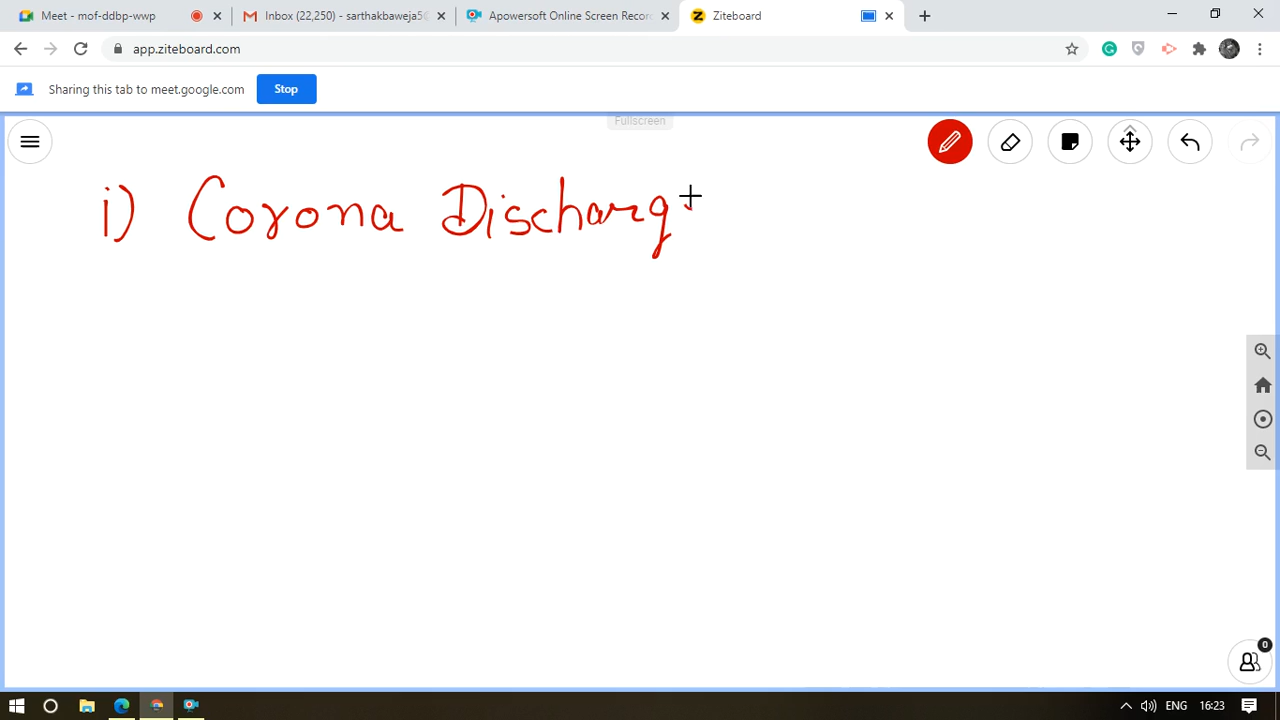 Meet - mof-ddbp-wwp
Inbox (22,250) - sarthakbaweja5
Apowersoft Online Screen Recor
Ziteboard
app.ziteboard.com
Sharing this tab to meet.google.com
Stop
Fullscreen
i) Corona Discharg
0
ENG
16:23